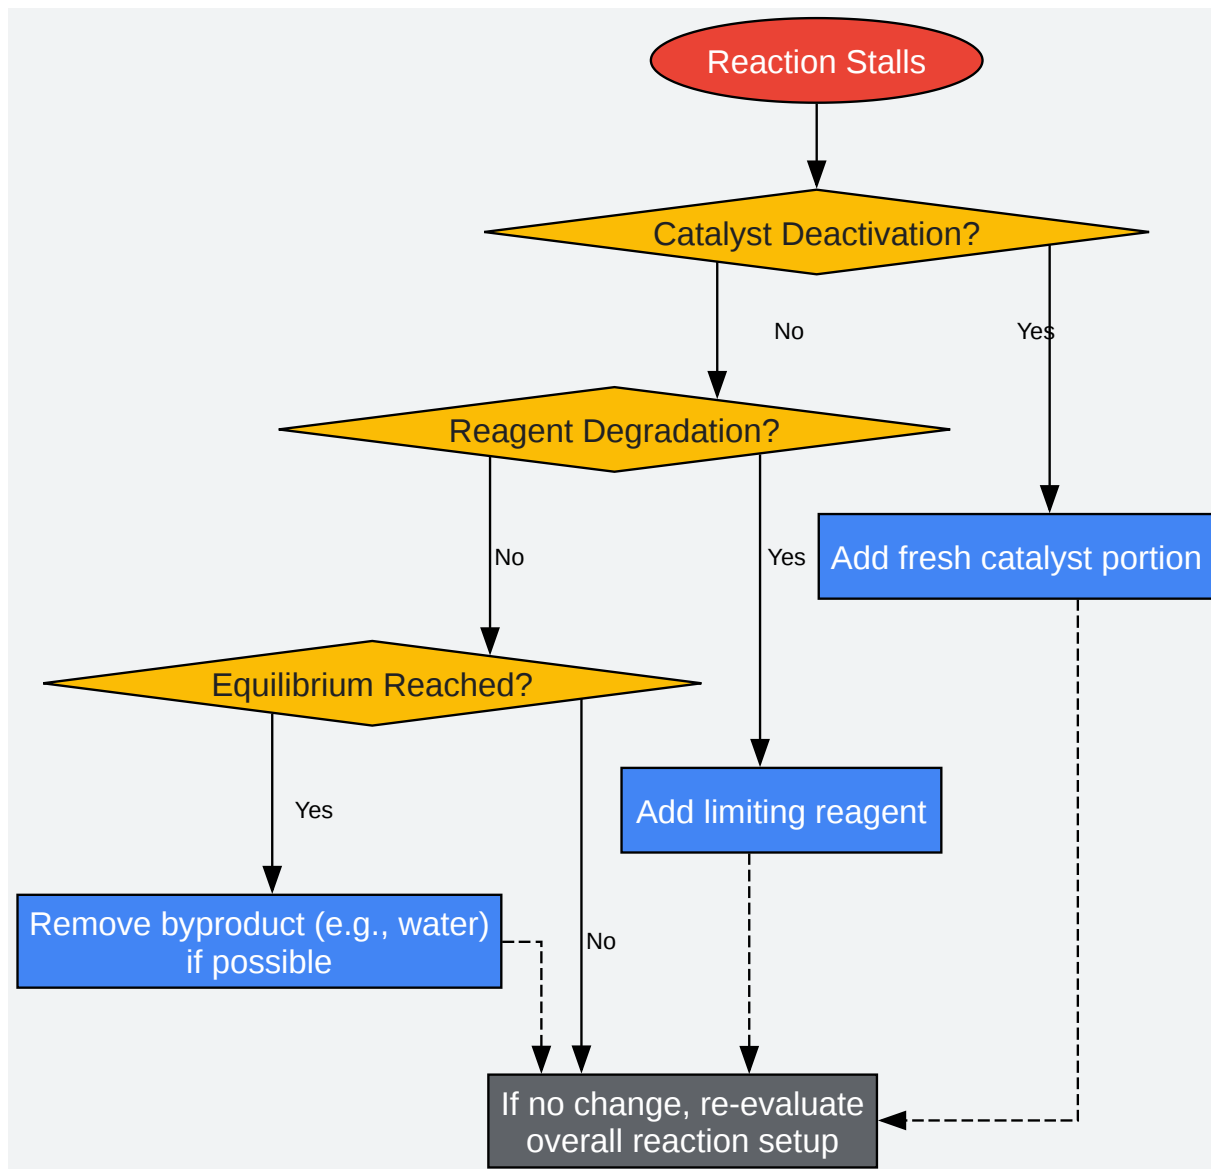 Reaction Stalls
Catalyst Deactivation?
No
Yes
Reagent Degradation?
No
Yes
Add fresh catalyst portion
Equilibrium Reached?
Yes
Add limiting reagent
Remove byproduct (e.g., water)
if possible
No
If no change, re-evaluate
overall reaction setup